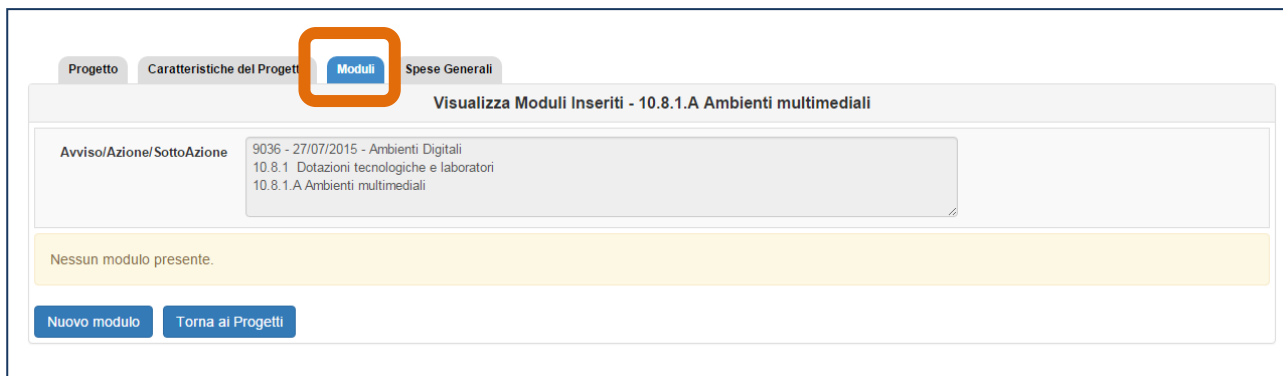 Progetto Caratteristiche del Progett Moduli Spese Generali
Visualizza Moduli Inseriti - 10.8.1.A Ambienti multimediali
Avviso/Azione/SottoAzione
9036 - 27/07/2015 - Ambienti Digitali
10.8.1 Dotazioni tecnologiche e laboratori
10.8.1.A Ambienti multimediali
Nessun modulo presente.
Nuovo modulo Torna ai Progetti